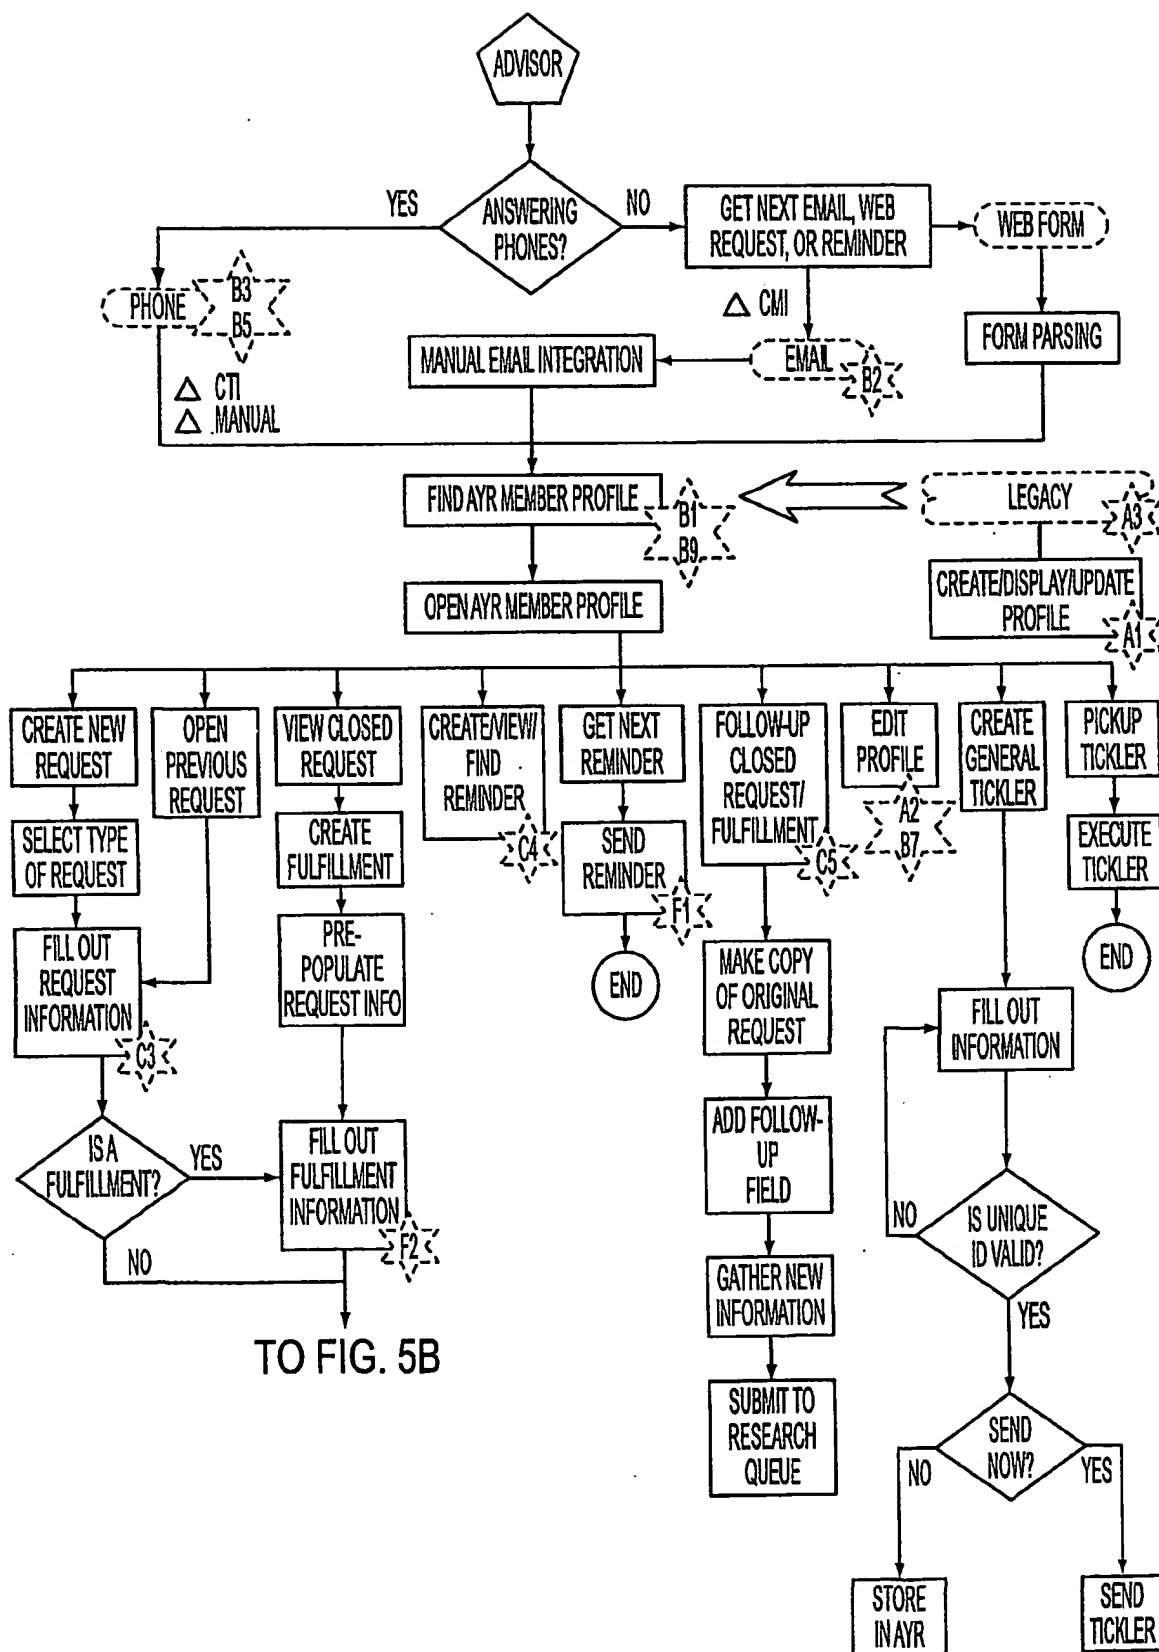 ADVISOR
YES
ANSWERING
PHONES?
NO
GET NEXT EMAIL, WEB
REQUEST, OR REMINDER
WEB FORM
PHONE
B3
B5
CMI
FORM PARSING
MANUAL EMAIL INTEGRATION
EMAIL
B2
CTI
MANUAL
FIND AYR MEMBER PROFILE
B1
B9
LEGACY
A3
OPEN AYR MEMBER PROFILE
CREATE/DISPLAY/UPDATE
PROFILE
A1
CREATE NEW
REQUEST
OPEN
PREVIOUS
REQUEST
VIEW CLOSED
REQUEST
CREATE/VIEW/
FIND
REMINDER
C4
GET NEXT
REMINDER
FOLLOW-UP
CLOSED
REQUEST/
FULFILLMENT
C5
EDIT
PROFILE
A2
B7
CREATE
GENERAL
TICKLER
PICKUP
TICKLER
SELECT TYPE
OF REQUEST
CREATE
FULFILLMENT
SEND
REMINDER
F1
EXECUTE
TICKLER
FILL OUT
REQUEST
INFORMATION
C3
PRE-
POPULATE
REQUEST INFO
END
MAKE COPY
OF ORIGINAL
REQUEST
FILL OUT
INFORMATION
END
IS A
FULFILLMENT?
YES
NO
FILL OUT
FULFILLMENT
INFORMATION
F2
ADD FOLLOW-
UP
FIELD
NO
IS UNIQUE
ID VALID?
YES
GATHER NEW
INFORMATION
TO FIG. 5B
SUBMIT TO
RESEARCH
QUEUE
SEND
NOW?
NO
YES
STORE
IN AYR
SEND
TICKLER